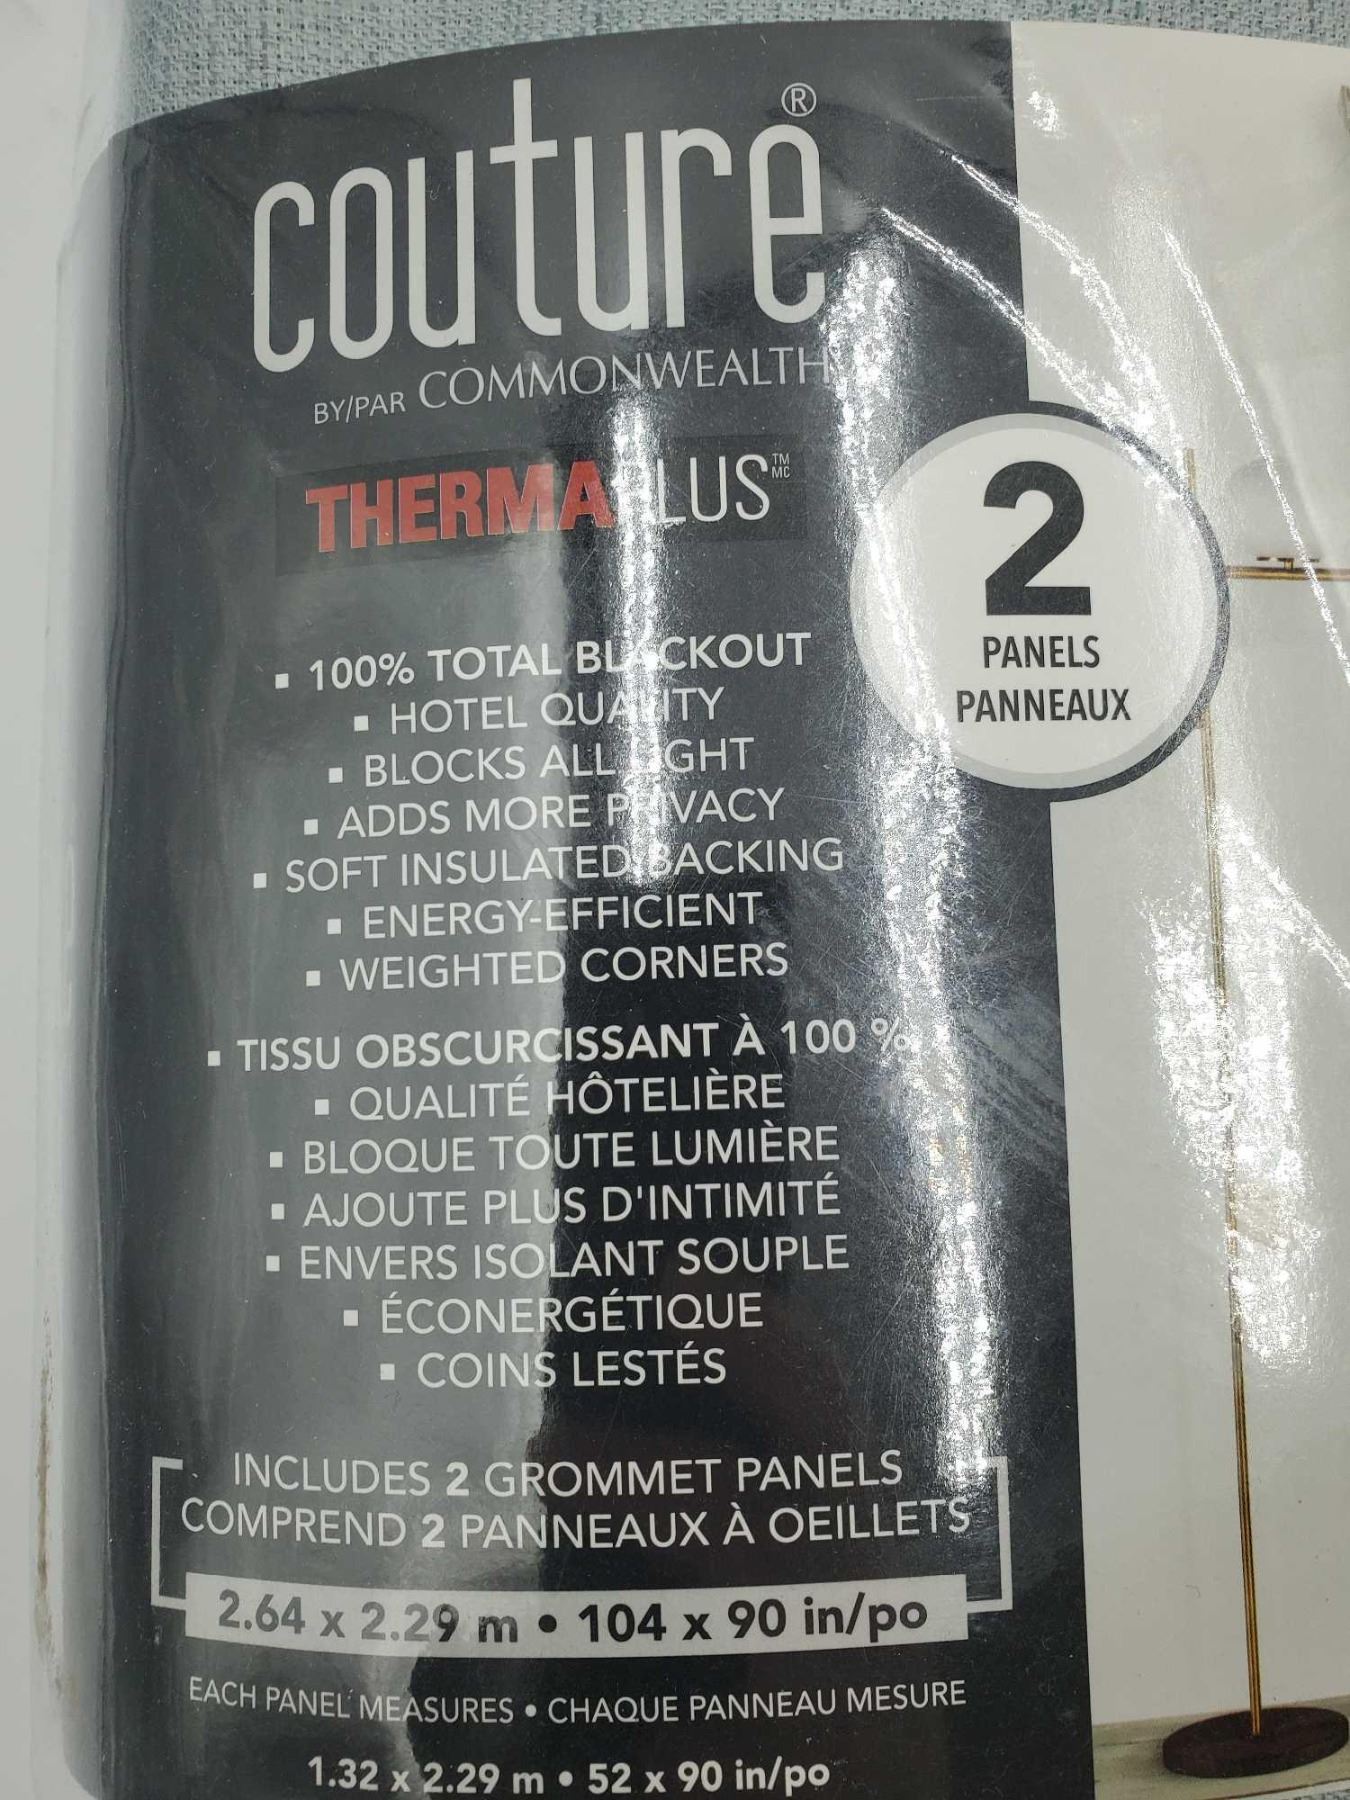 couture®
BY/PAR COMMONWEALTH
THERMAPLUS™ MC
2
PANELS
PANNEAUX
▪ 100% TOTAL BLACKOUT
▪ HOTEL QUALITY
▪ BLOCKS ALL LIGHT
▪ ADDS MORE PRIVACY
▪ SOFT INSULATED BACKING
▪ ENERGY-EFFICIENT
▪ WEIGHTED CORNERS
▪ TISSU OBSCURCISSANT À 100 %
▪ QUALITÉ HÔTELIÈRE
▪ BLOQUE TOUTE LUMIÈRE
▪ AJOUTE PLUS D'INTIMITÉ
▪ ENVERS ISOLANT SOUPLE
▪ ÉCONERGÉTIQUE
▪ COINS LESTÉS
INCLUDES 2 GROMMET PANELS
COMPREND 2 PANNEAUX À OEILLETS
2.64 x 2.29 m • 104 x 90 in/po
EACH PANEL MEASURES • CHAQUE PANNEAU MESURE
1.32 x 2.29 m • 52 x 90 in/po